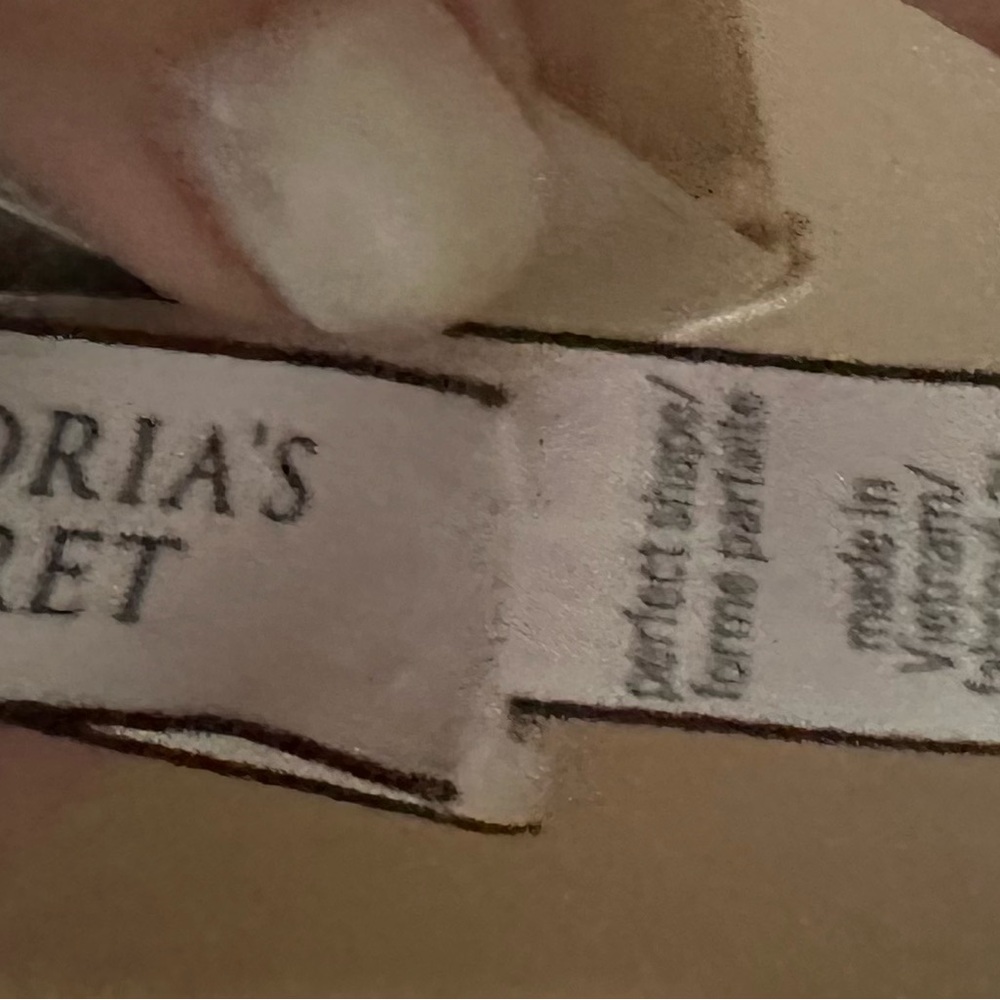 ORIA'S
RET
perfect shape/
forme parfaite
made in
Vietnam/